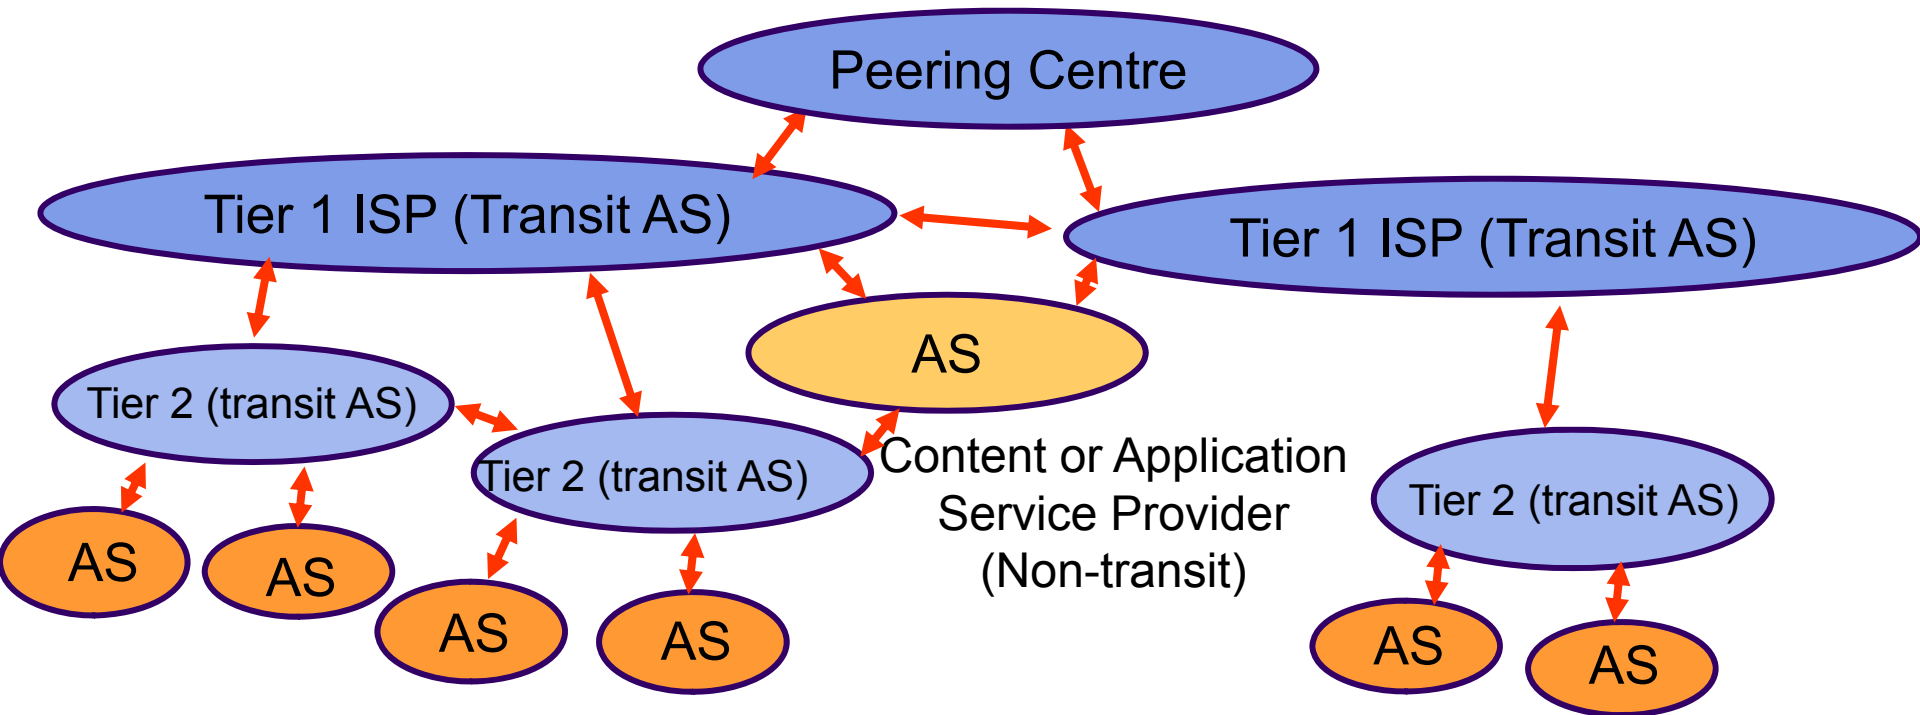 Peering Centre
Tier 1 ISP (Transit AS)
Tier 1 ISP (Transit AS)
AS
Tier 2 (transit AS)
Tier 2 (transit AS)
Content or Application
Service Provider
(Non-transit)
Tier 2 (transit AS)
AS
AS
AS
AS
AS
AS